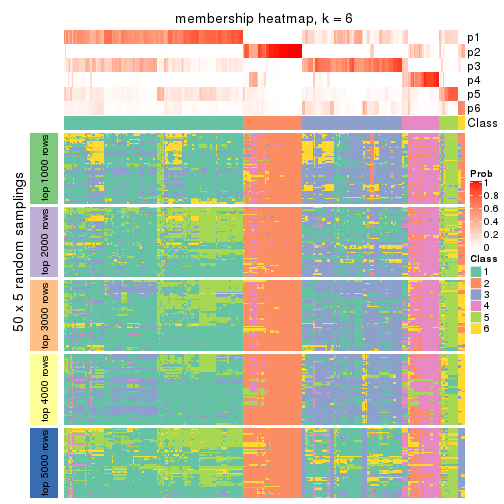 membership heatmap, k = 6
p1
p2
p3
p4
p5
p6
Class
50 x 5 random samplings
top 1000 rows
top 2000 rows
top 3000 rows
top 4000 rows
top 5000 rows
Prob
1
0.8
0.6
0.4
0.2
0
Class
1
2
3
4
5
6